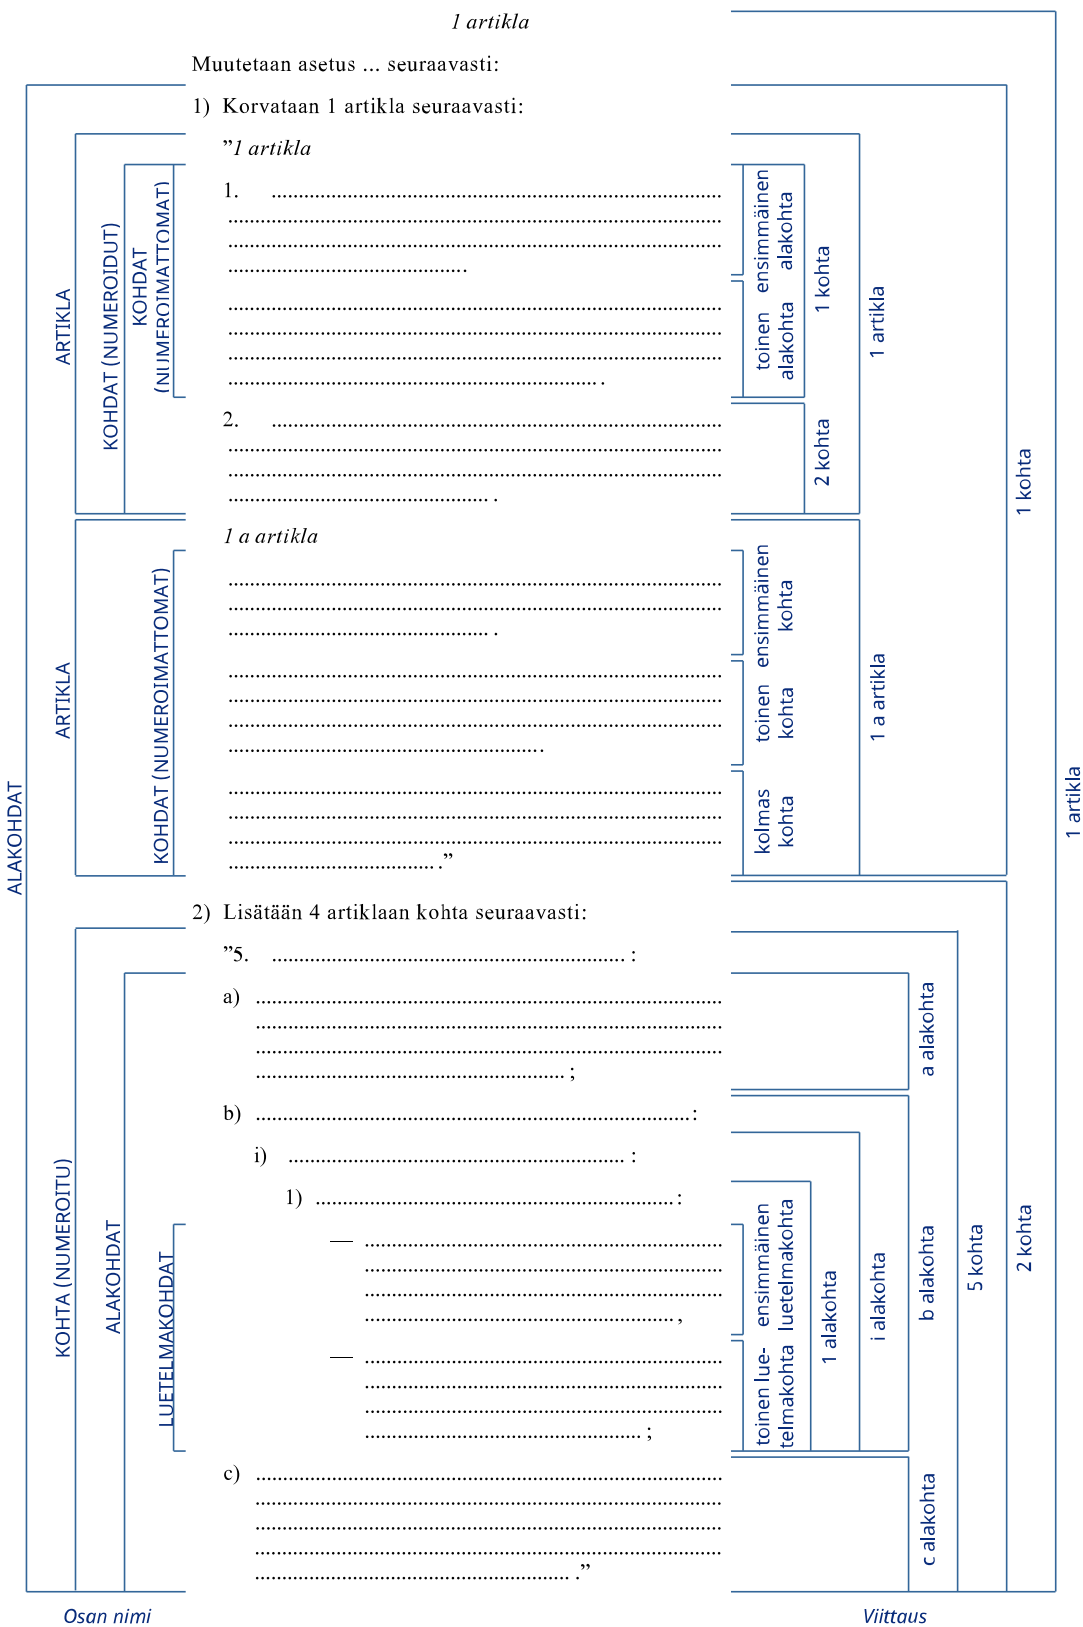 1 artikla
Muutetaan asetus ... seuraavasti:
1) Korvataan 1 artikla seuraavasti:
”1 artikla
1. ....................
....................
....................
.................... .
....................
....................
....................
.................... .
2. ....................
....................
....................
.................... .
1 a artikla
....................
....................
.................... .
....................
....................
....................
.................... .
....................
....................
....................
.................... .”
2) Lisätään 4 artiklaan kohta seuraavasti:
”5. .................... :
a) ....................
....................
....................
.................... ;
b) .................... :
i) .................... :
1) .................... :
— ....................
....................
....................
.................... ,
— ....................
....................
....................
.................... ;
c) ....................
....................
....................
....................
.................... .”
ALAKOHDAT
ARTIKLA
KOHDAT (NUMEROIDUT)
KOHDAT
(NUMFROIMATTOMAT)
ARTIKLA
KOHDAT (NUMEROIMATTOMAT)
KOHTA (NUMEROITU)
ALAKOHDAT
LUETELMAKOHDAT
ensimmäinen
alakohta
toinen
alakohta
1 kohta
2 kohta
1 artikla
ensimmäinen
kohta
toinen
kohta
kolmas
kohta
1 a artikla
1 kohta
a alakohta
ensimmäinen
luetelmakohta
toinen lue-
telmakohta
1 alakohta
i alakohta
b alakohta
c alakohta
5 kohta
2 kohta
1 artikla
Osan nimi
Viittaus